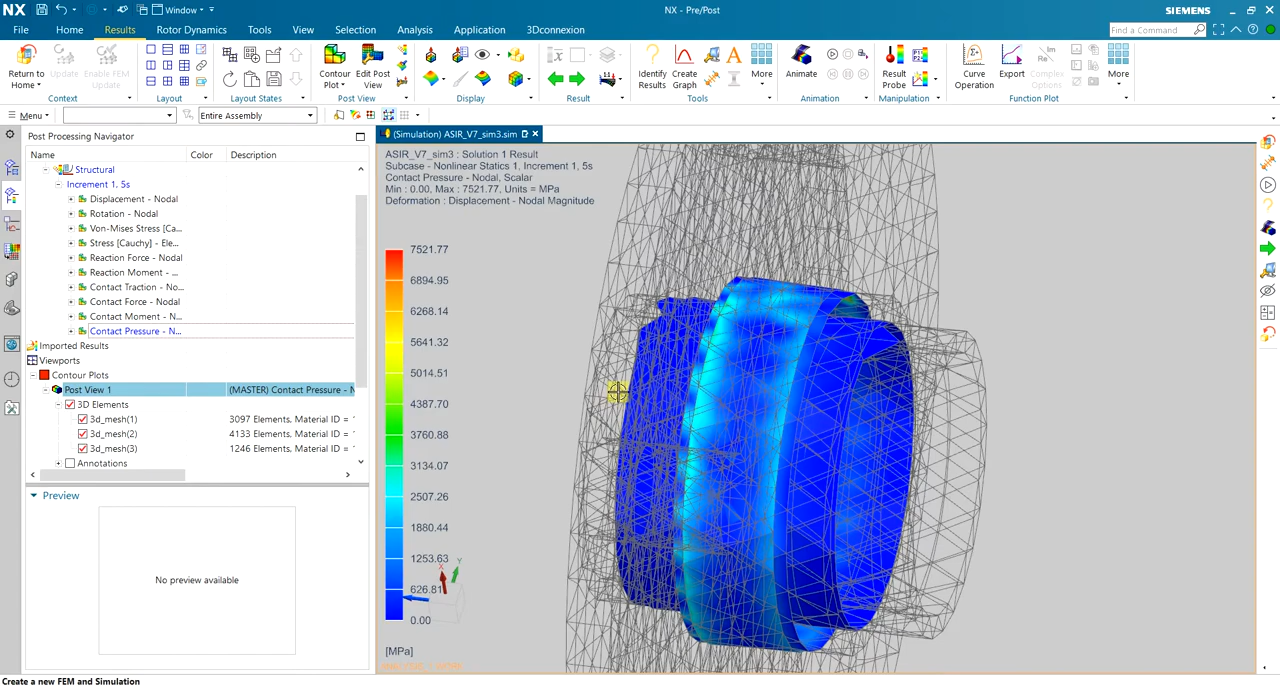 NX
Window
NX - Pre/Post
SIEMENS
File
Home
Results
Rotor Dynamics
Tools
View
Selection
Analysis
Application
3Dconnexion
Find a Command
Return to Home
Update
Enable FEM Update
Contour Plot
Edit Post View
Identify Results
Create Graph
More
Animate
Result Probe
Curve Operation
Export
Complex Options
More
Context
Layout
Layout States
Post View
Display
Result
Tools
Animation
Manipulation
Function Plot
Menu
Entire Assembly
Post Processing Navigator
(Simulation) ASIR_V7_sim3.sim
Name
Color
Description
Structural
Increment 1, 5s
Displacement - Nodal
Rotation - Nodal
Von-Mises Stress [Ca...
Stress [Cauchy] - Ele...
Reaction Force - Nodal
Reaction Moment - ...
Contact Traction - No...
Contact Force - Nodal
Contact Moment - N...
Contact Pressure - N...
Imported Results
Viewports
Contour Plots
Post View 1
(MASTER) Contact Pressure - N
3D Elements
3d_mesh(1)
3097 Elements, Material ID =
3d_mesh(2)
4133 Elements, Material ID =
3d_mesh(3)
1246 Elements, Material ID =
Annotations
Preview
No preview available
ASIR_V7_sim3 : Solution 1 Result
Subcase - Nonlinear Statics 1, Increment 1, 5s
Contact Pressure - Nodal, Scalar
Min : 0.00, Max : 7521.77, Units = MPa
Deformation : Displacement - Nodal Magnitude
7521.77
6894.95
6268.14
5641.32
5014.51
4387.70
3760.88
3134.07
2507.26
1880.44
1253.63
626.81
0.00
[MPa]
X
Y
Create a new FEM and Simulation